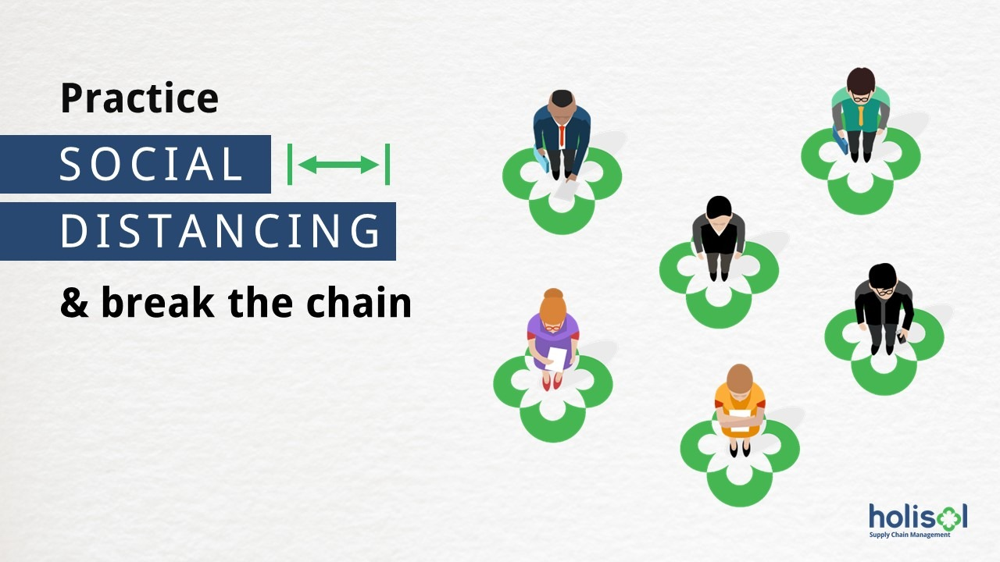 Practice
SOCIAL
DISTANCING
& break the chain
holisol
Supply Chain Management